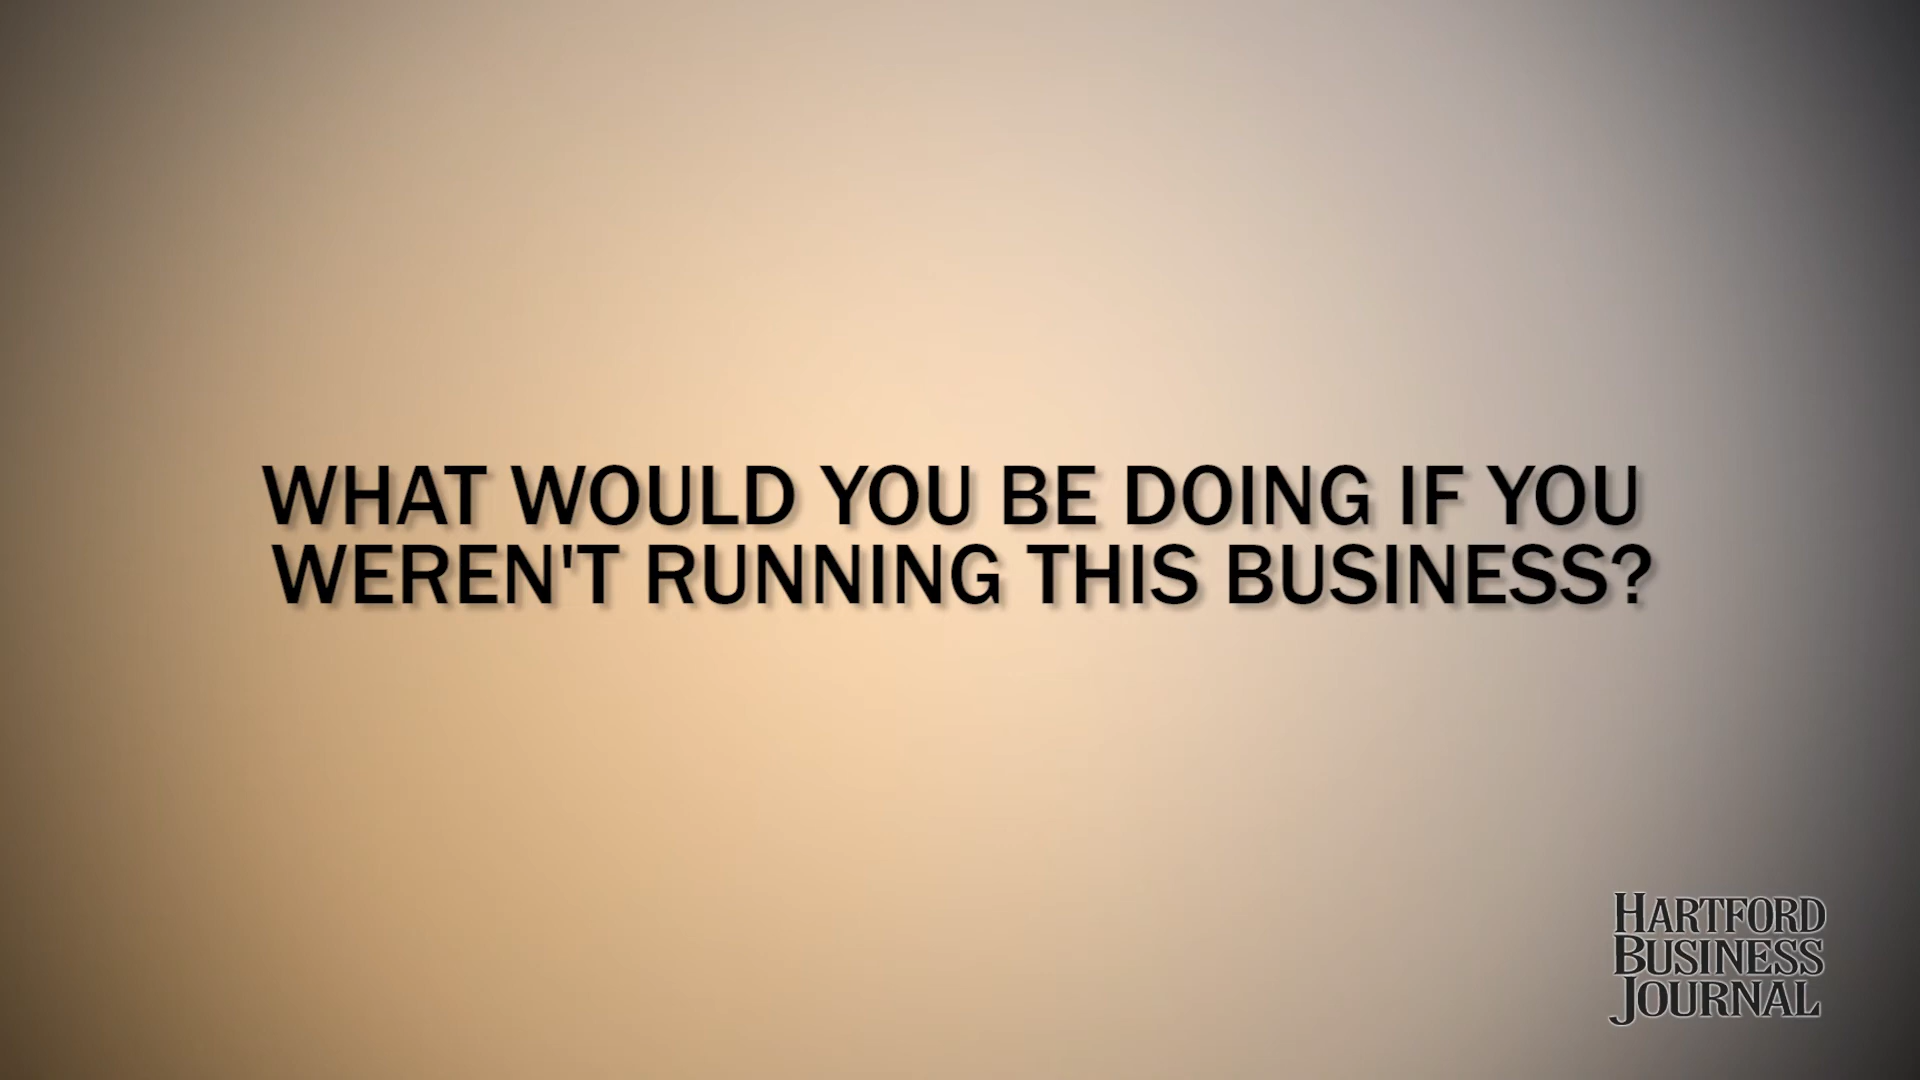 WHAT WOULD YOU BE DOING IF YOU
WEREN'T RUNNING THIS BUSINESS?
HARTFORD
BUSINESS
JOURNAL